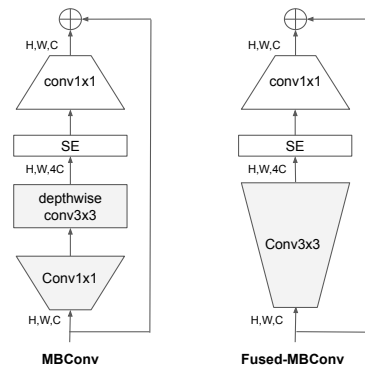 H,W,C
conv1x1
SE
H,W,4C
depthwise
conv3x3
Conv1x1
H,W,C
MBConv
H,W,C
conv1x1
SE
H,W,4C
Conv3x3
H,W,C
Fused-MBConv